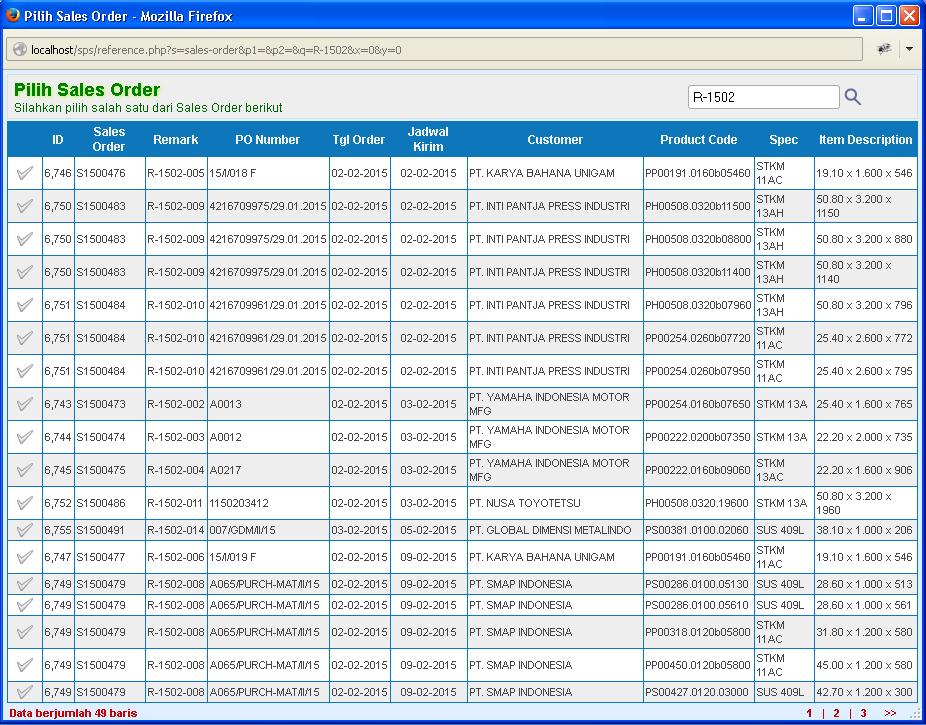 Pilih Sales Order - Mozilla Firefox
localhost/sps/reference.php?s=sales-order&p1=&p2=&q=R-1502&x=0&y=0
Pilih Sales Order
Silahkan pilih salah satu dari Sales Order berikut
R-1502
ID Sales Order Remark PO Number Tgl Order Jadwal Kirim Customer Product Code Spec Item Description
6,746 S1500476 R-1502-005 15/I/018 F 02-02-2015 02-02-2015 PT. KARYA BAHANA UNIGAM PP00191.0160b05460 STKM 11AC 19.10 x 1.600 x 546
6,750 S1500483 R-1502-009 4216709975/29.01.2015 02-02-2015 02-02-2015 PT. INTI PANTJA PRESS INDUSTRI PH00508.0320b11500 STKM 13AH 50.80 x 3.200 x 1150
6,750 S1500483 R-1502-009 4216709975/29.01.2015 02-02-2015 02-02-2015 PT. INTI PANTJA PRESS INDUSTRI PH00508.0320b08800 STKM 13AH 50.80 x 3.200 x 880
6,750 S1500483 R-1502-009 4216709975/29.01.2015 02-02-2015 02-02-2015 PT. INTI PANTJA PRESS INDUSTRI PH00508.0320b11400 STKM 13AH 50.80 x 3.200 x 1140
6,751 S1500484 R-1502-010 4216709961/29.01.2015 02-02-2015 02-02-2015 PT. INTI PANTJA PRESS INDUSTRI PH00508.0320b07960 STKM 13AH 50.80 x 3.200 x 796
6,751 S1500484 R-1502-010 4216709961/29.01.2015 02-02-2015 02-02-2015 PT. INTI PANTJA PRESS INDUSTRI PP00254.0260b07720 STKM 11AC 25.40 x 2.600 x 772
6,751 S1500484 R-1502-010 4216709961/29.01.2015 02-02-2015 02-02-2015 PT. INTI PANTJA PRESS INDUSTRI PP00254.0260b07950 STKM 11AC 25.40 x 2.600 x 795
6,743 S1500473 R-1502-002 A0013 02-02-2015 03-02-2015 PT. YAMAHA INDONESIA MOTOR MFG PP00254.0160b07650 STKM 13A 25.40 x 1.600 x 765
6,744 S1500474 R-1502-003 A0012 02-02-2015 03-02-2015 PT. YAMAHA INDONESIA MOTOR MFG PP00222.0200b07350 STKM 13A 22.20 x 2.000 x 735
6,745 S1500475 R-1502-004 A0217 02-02-2015 03-02-2015 PT. YAMAHA INDONESIA MOTOR MFG PP00222.0160b09060 STKM 13AC 22.20 x 1.600 x 906
6,752 S1500486 R-1502-011 1150203412 02-02-2015 03-02-2015 PT. NUSA TOYOTETSU PH00508.0320.19600 STKM 13A 50.80 x 3.200 x 1960
6,755 S1500491 R-1502-014 007/GDM/II/15 03-02-2015 05-02-2015 PT. GLOBAL DIMENSI METALINDO PS00381.0100.02060 SUS 409L 38.10 x 1.000 x 206
6,747 S1500477 R-1502-006 15/I/019 F 02-02-2015 09-02-2015 PT. KARYA BAHANA UNIGAM PP00191.0160b05460 STKM 11AC 19.10 x 1.600 x 546
6,749 S1500479 R-1502-008 A065/PURCH-MAT/II/15 02-02-2015 09-02-2015 PT. SMAP INDONESIA PS00286.0100.05130 SUS 409L 28.60 x 1.000 x 513
6,749 S1500479 R-1502-008 A065/PURCH-MAT/II/15 02-02-2015 09-02-2015 PT. SMAP INDONESIA PS00286.0100.05610 SUS 409L 28.60 x 1.000 x 561
6,749 S1500479 R-1502-008 A065/PURCH-MAT/II/15 02-02-2015 09-02-2015 PT. SMAP INDONESIA PP00318.0120b05800 STKM 11AC 31.80 x 1.200 x 580
6,749 S1500479 R-1502-008 A065/PURCH-MAT/II/15 02-02-2015 09-02-2015 PT. SMAP INDONESIA PP00450.0120b05800 STKM 11AC 45.00 x 1.200 x 580
6,749 S1500479 R-1502-008 A065/PURCH-MAT/II/15 02-02-2015 09-02-2015 PT. SMAP INDONESIA PS00427.0120.03000 SUS 409L 42.70 x 1.200 x 300
Data berjumlah 49 baris 1 | 2 | 3 >>